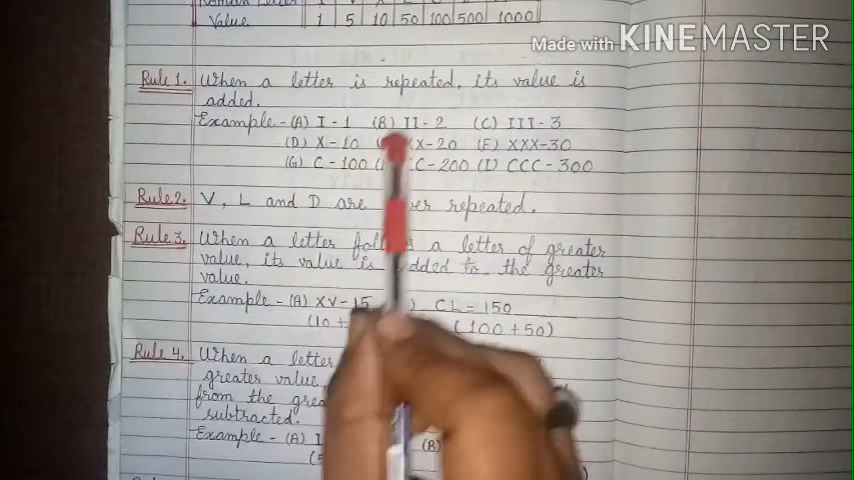 Value 1 5 10 50 100 500 1000
Made with KINEMASTER
Rule 1. When a letter is repeated, its value is
added.
Example - (A) I - 1 (B) II - 2 (C) III - 3
(D) X - 10 X - 20 (F) XXX - 30
(G) C - 100 C - 200 (I) CCC - 300
Rule 2. V, L and D are repeated.
Rule 3. When a letter a letter of greater
value, its value is added to the greater
value.
Example - (A) XV - 15 CL = 150
(10 + (100 + 50)
Rule 4. When a letter
greater value
from the
subtracted.
Example - (A) I (B)
(5